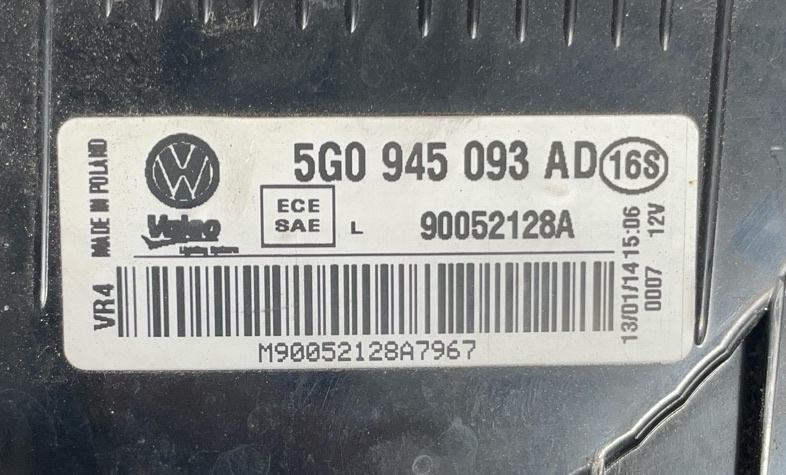 MADE IN POLAND
5G0 945 093 AD 16S
Valeo
Lighting Systems
ECE
SAE
L
90052128A
VR4
M90052128A7967
13/01/14 15:06
0007 12V